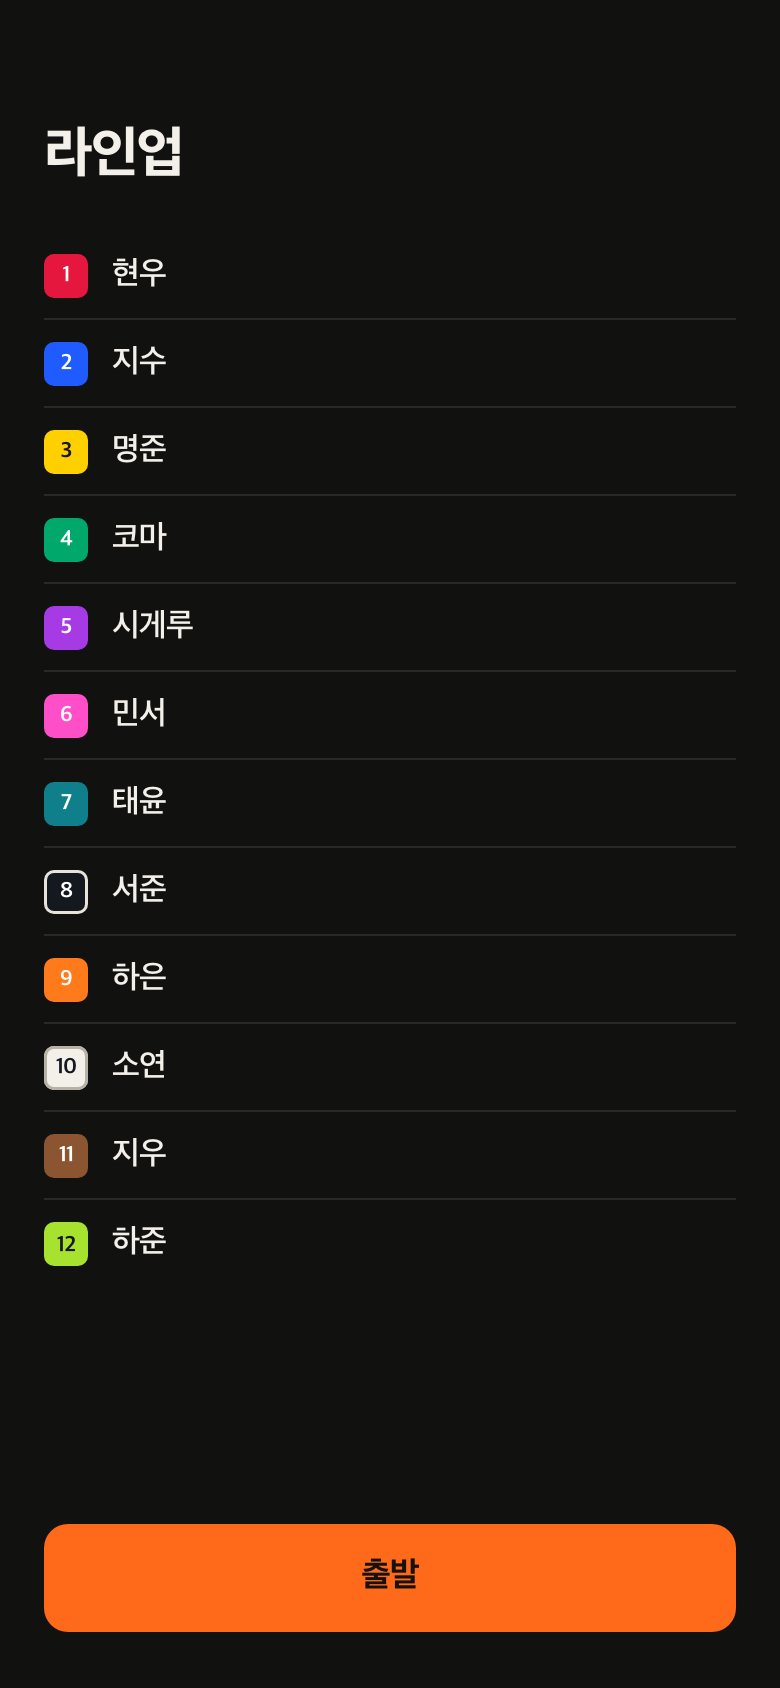 라인업
1 현우
2 지수
3 명준
4 코마
5 시게루
6 민서
7 태윤
8 서준
9 하은
10 소연
11 지우
12 하준
출발